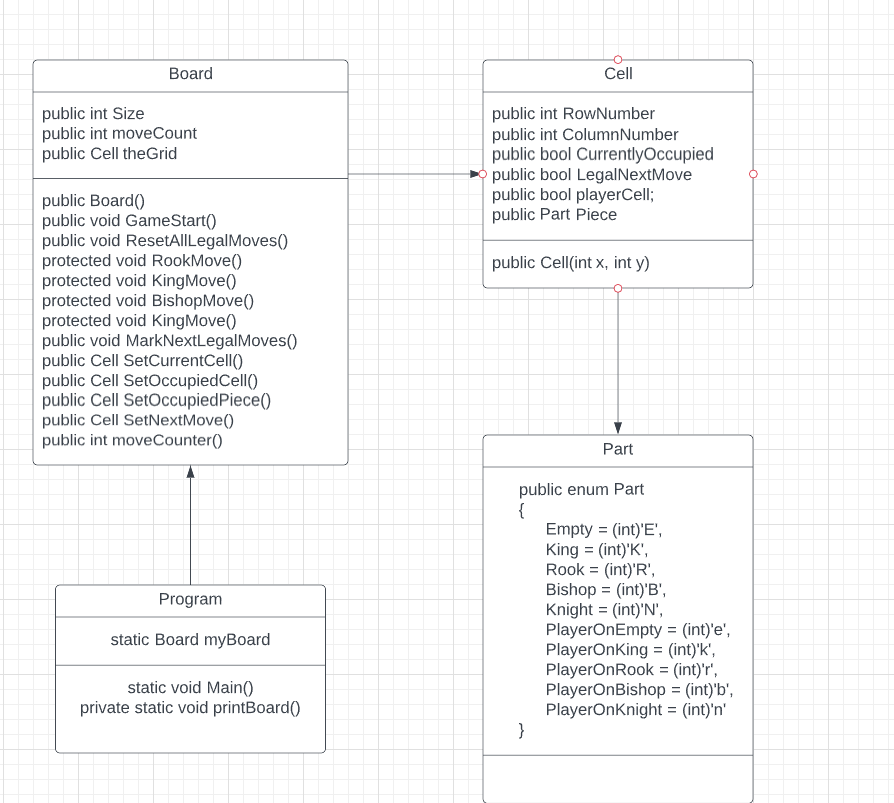 Board
public int Size
public int moveCount
public Cell theGrid
public Board()
public void GameStart()
public void ResetAllLegalMoves()
protected void RookMove()
protected void KingMove()
protected void BishopMove()
protected void KingMove()
public void MarkNextLegalMoves()
public Cell SetCurrentCell()
public Cell SetOccupiedCell()
public Cell SetOccupiedPiece()
public Cell SetNextMove()
public int moveCounter()
Cell
public int RowNumber
public int ColumnNumber
public bool CurrentlyOccupied
public bool LegalNextMove
public bool playerCell;
public Part Piece
public Cell(int x, int y)
Program
static Board myBoard
static void Main()
private static void printBoard()
Part
public enum Part
{
Empty = (int)'E',
King = (int)'K',
Rook = (int)'R',
Bishop = (int)'B',
Knight = (int)'N',
PlayerOnEmpty = (int)'e',
PlayerOnKing = (int)'k',
PlayerOnRook = (int)'r',
PlayerOnBishop = (int)'b',
PlayerOnKnight = (int)'n'
}